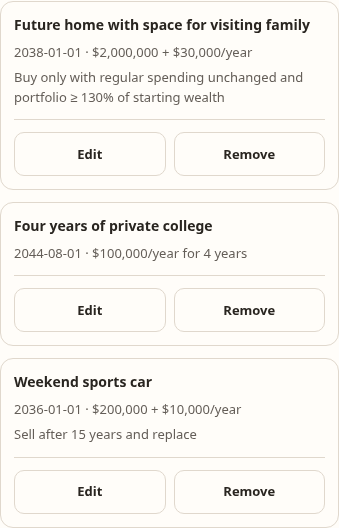 Future home with space for visiting family
2038-01-01 · $2,000,000 + $30,000/year
Buy only with regular spending unchanged and
portfolio ≥ 130% of starting wealth
Edit
Remove
Four years of private college
2044-08-01 · $100,000/year for 4 years
Edit
Remove
Weekend sports car
2036-01-01 · $200,000 + $10,000/year
Sell after 15 years and replace
Edit
Remove